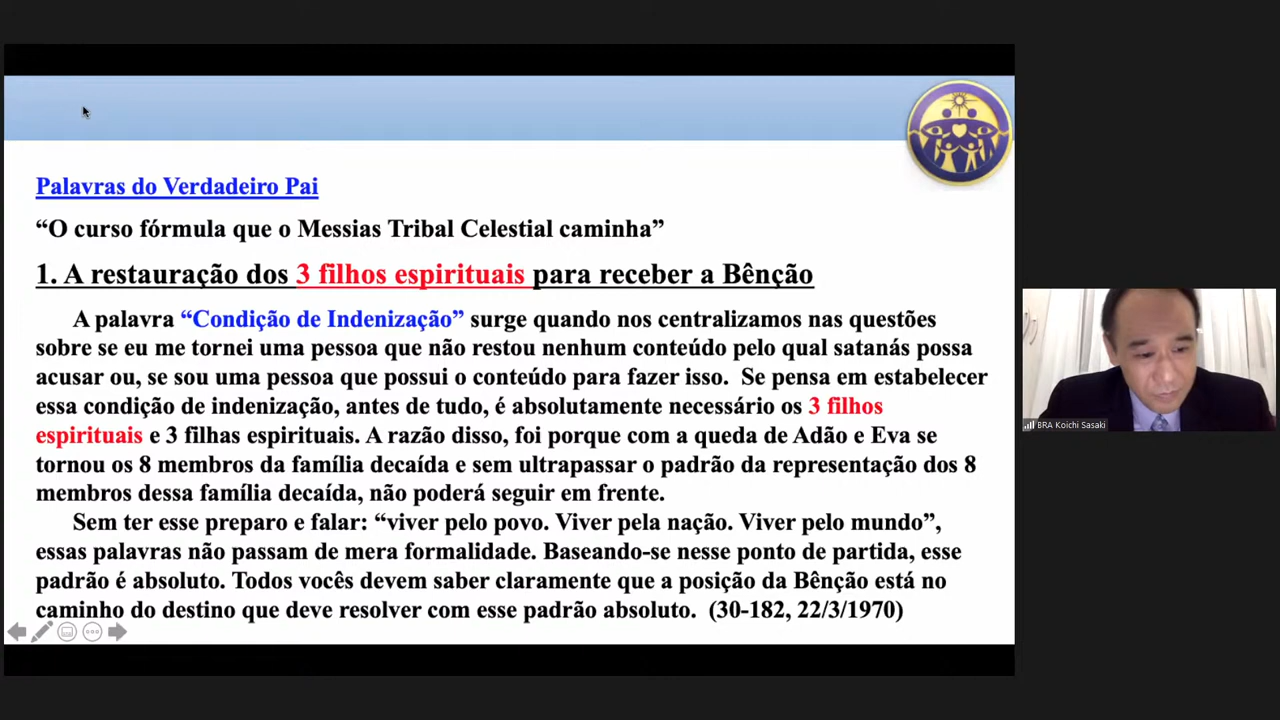 Palavras do Verdadeiro Pai
“O curso fórmula que o Messias Tribal Celestial caminha”
1. A restauração dos 3 filhos espirituais para receber a Bênção
A palavra “Condição de Indenização” surge quando nos centralizamos nas questões
sobre se eu me tornei uma pessoa que não restou nenhum conteúdo pelo qual satanás possa
acusar ou, se sou uma pessoa que possui o conteúdo para fazer isso. Se pensa em estabelecer
essa condição de indenização, antes de tudo, é absolutamente necessário os 3 filhos
espirituais e 3 filhas espirituais. A razão disso, foi porque com a queda de Adão e Eva se
tornou os 8 membros da família decaída e sem ultrapassar o padrão da representação dos 8
membros dessa família decaída, não poderá seguir em frente.
Sem ter esse preparo e falar: “viver pelo povo. Viver pela nação. Viver pelo mundo”,
essas palavras não passam de mera formalidade. Baseando-se nesse ponto de partida, esse
padrão é absoluto. Todos vocês devem saber claramente que a posição da Bênção está no
caminho do destino que deve resolver com esse padrão absoluto. (30-182, 22/3/1970)
BRA Koichi Sasaki